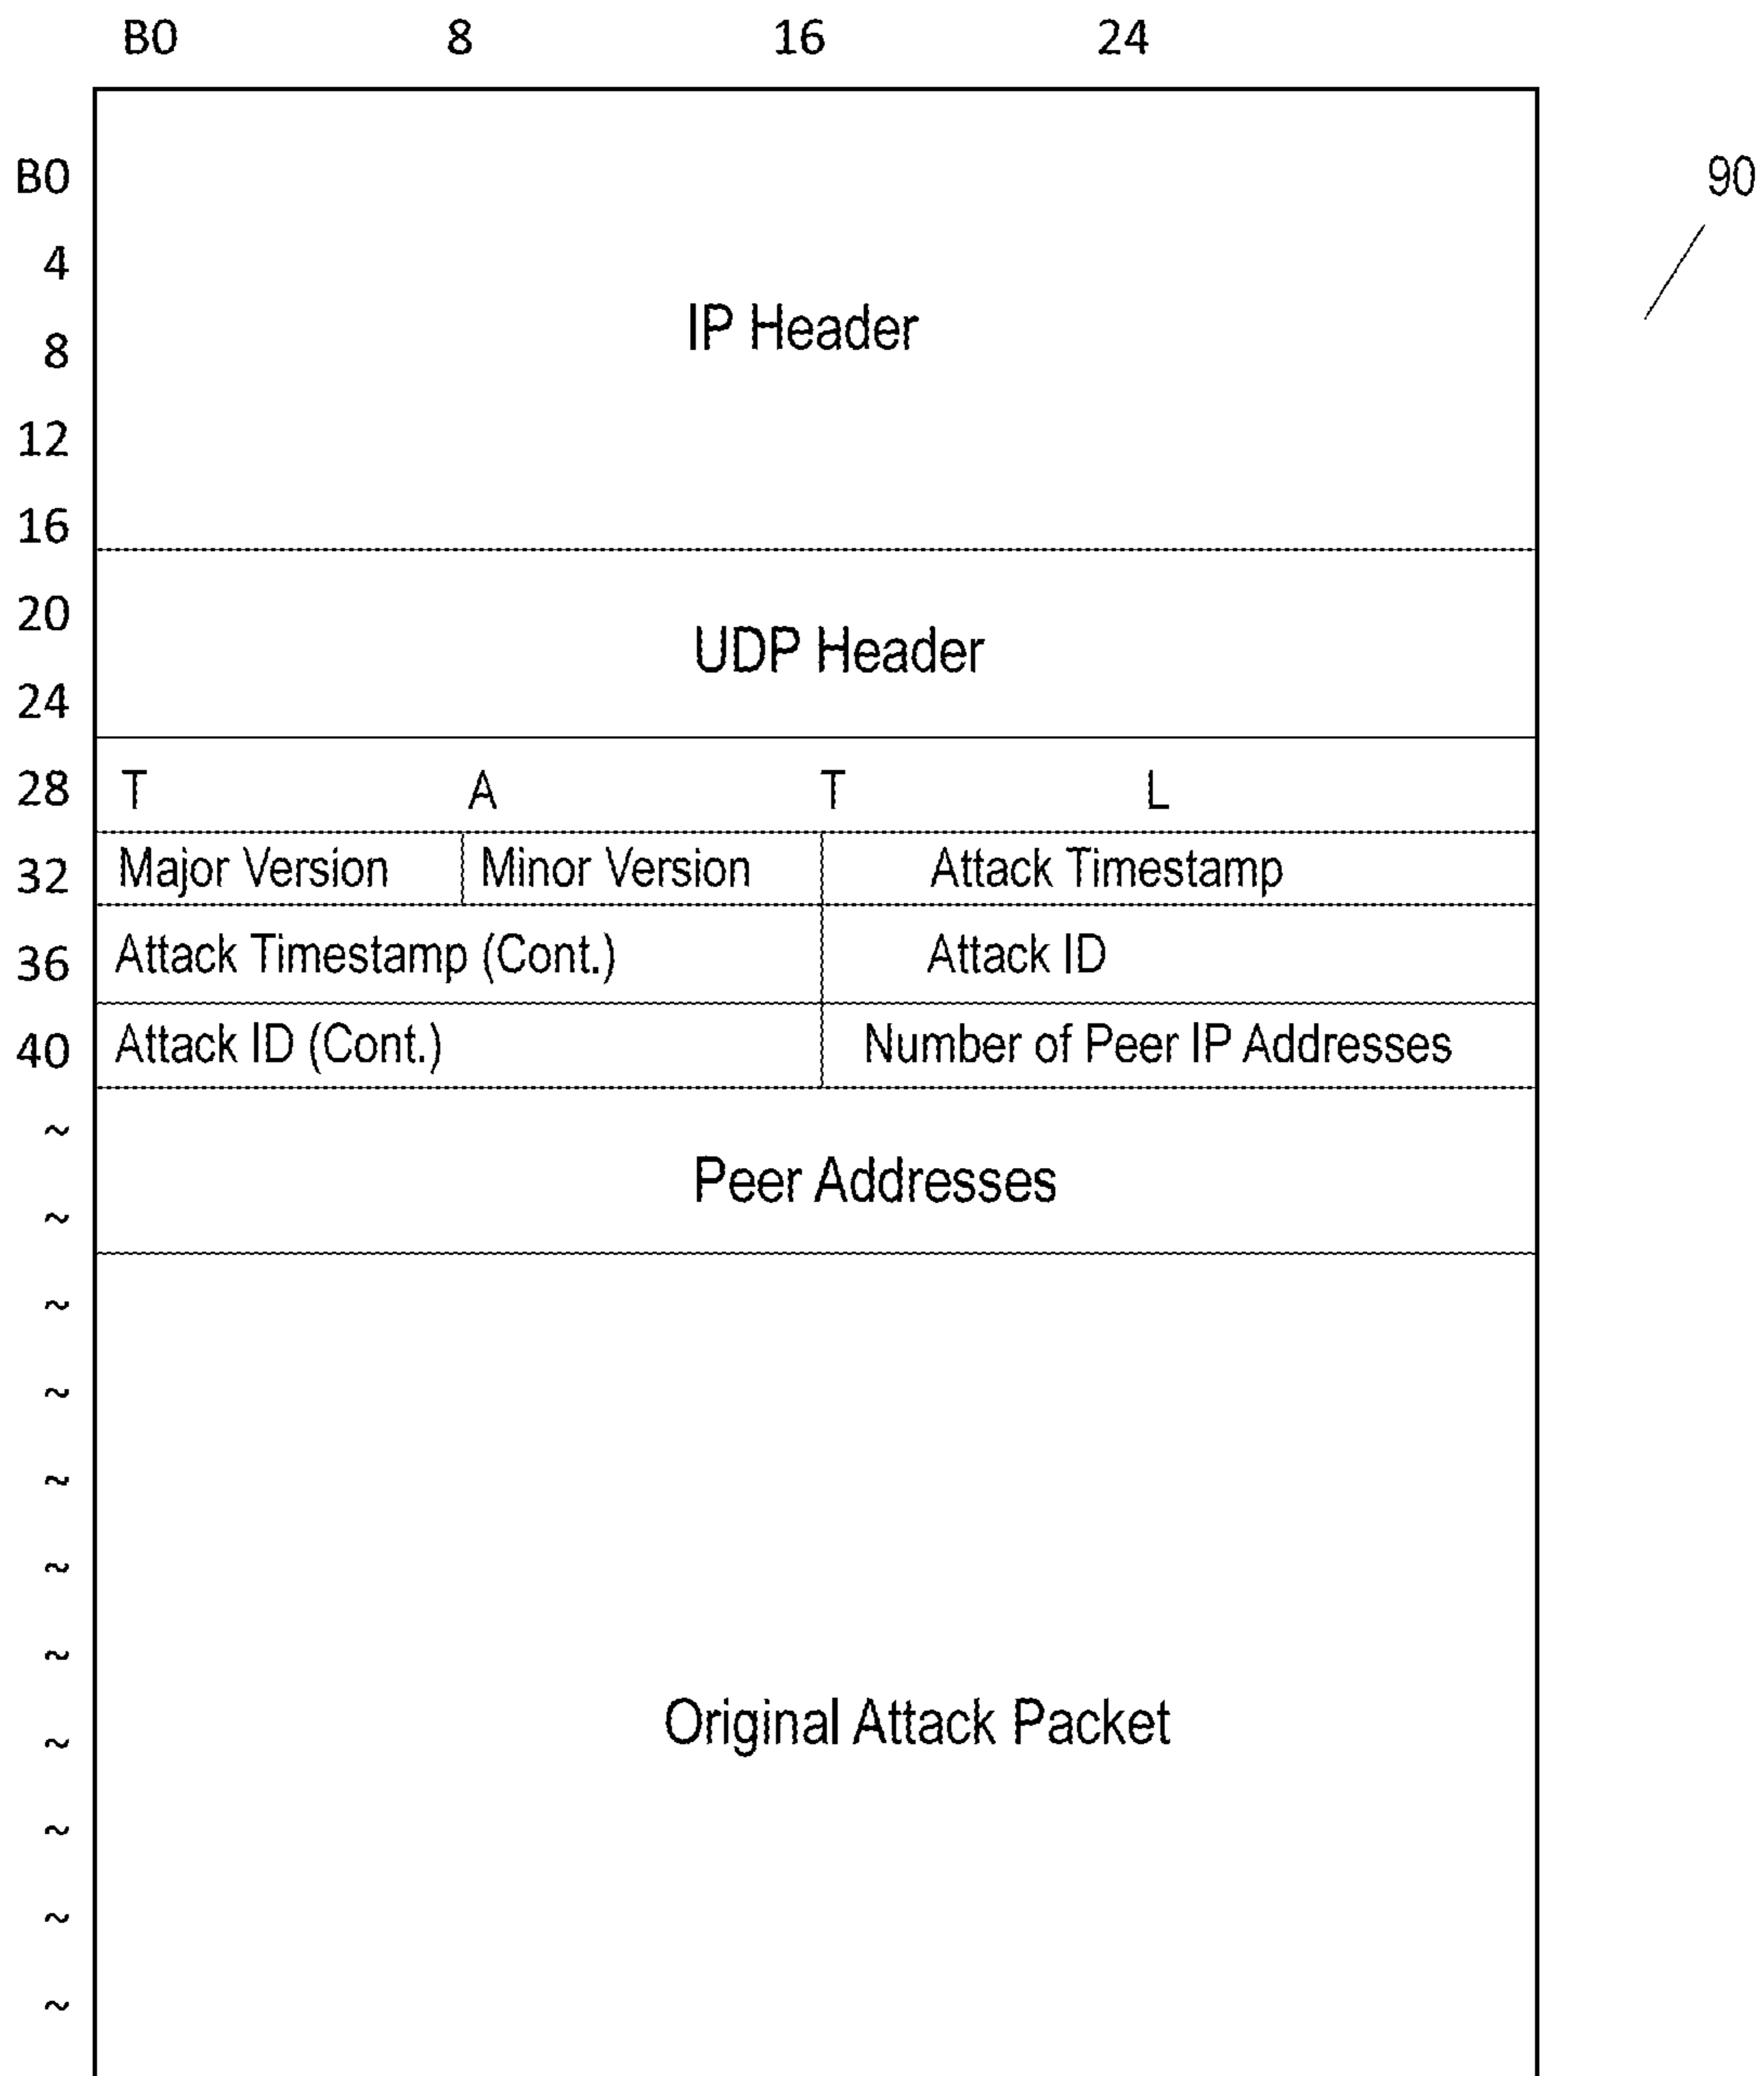 B0 8 16 24
B0
90
4
IP Header
8
12
16
20
UDP Header
24
28 T A T L
32 Major Version Minor Version Attack Timestamp
36 Attack Timestamp (Cont.) Attack ID
40 Attack ID (Cont.) Number of Peer IP Addresses
~
Peer Addresses
~
~
~
~
~
~
Original Attack Packet
~
~
~
~